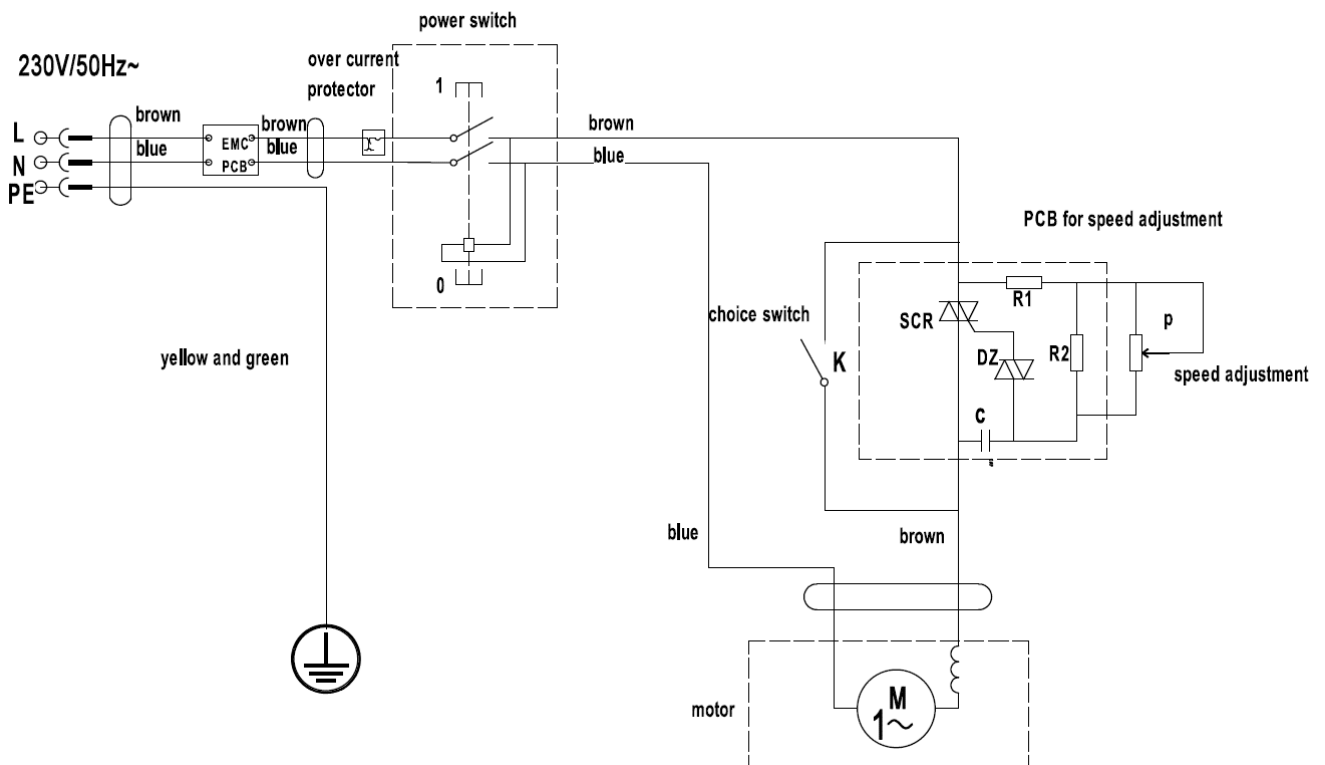 power switch
230V/50Hz~
over current
protector
1
brown
brown
brown
L
EMC
blue
blue
blue
N
PCB
PE
PCB for speed adjustment
0
R1
choice switch
SCR
p
yellow and green
K
DZ
R2
speed adjustment
C
blue
brown
motor
M
1~